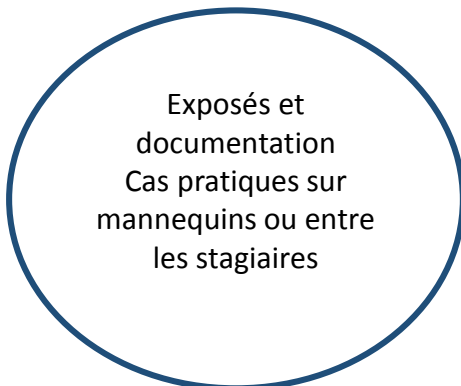 Exposés et
documentation
Cas pratiques sur
mannequins ou entre
les stagiaires